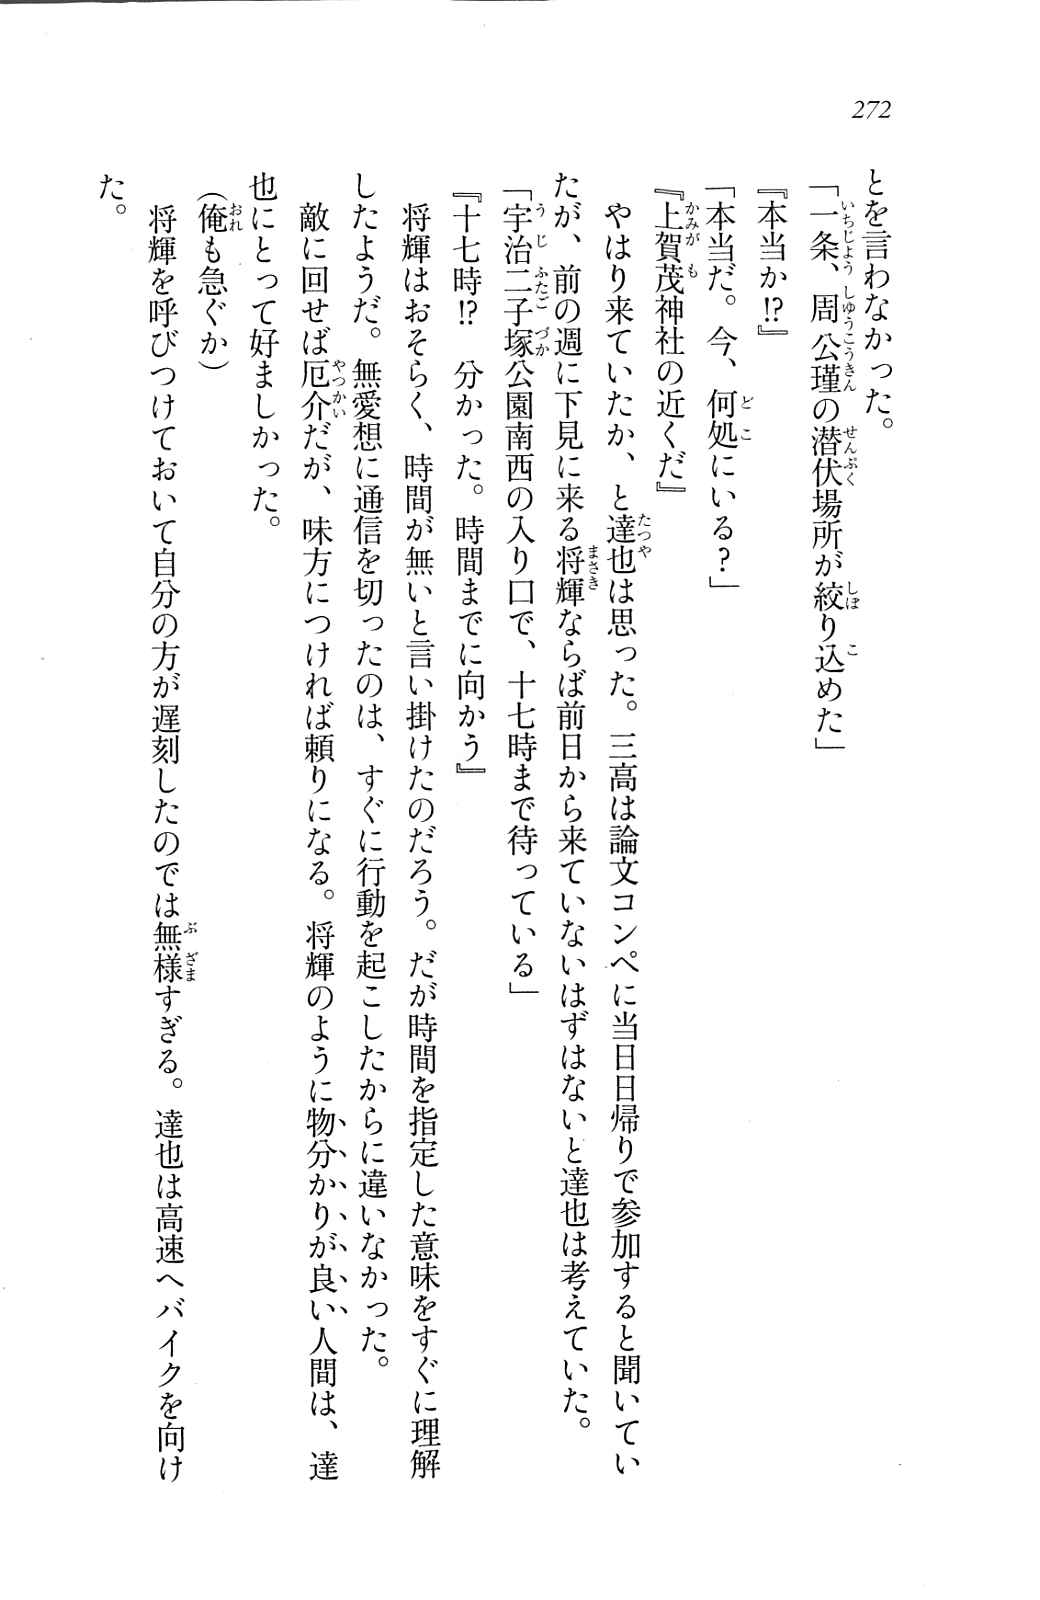 272
とを言わなかった。
「一条、周公瑾の潜伏場所が絞り込めた」
『本当か!?』
「本当だ。今、何処にいる？」
『上賀茂神社の近くだ』
　やはり来ていたか、と達也は思った。三高は論文コンペに当日日帰りで参加すると聞いてい
たが、前の週に下見に来る将輝ならば前日から来ていないはずはないと達也は考えていた。
「宇治二子塚公園南西の入り口で、十七時まで待っている」
『十七時!?　分かった。時間までに向かう』
　将輝はおそらく、時間が無いと言い掛けたのだろう。だが時間を指定した意味をすぐに理解
したようだ。無愛想に通信を切ったのは、すぐに行動を起こしたからに違いなかった。
　敵に回せば厄介だが、味方につければ頼りになる。将輝のように物分かりが良い人間は、達
也にとって好ましかった。
（俺も急ぐか）
　将輝を呼びつけておいて自分の方が遅刻したのでは無様すぎる。達也は高速へバイクを向け
た。